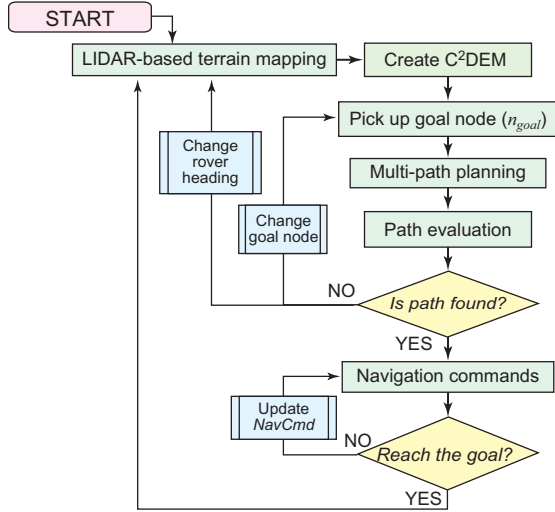 START
LIDAR-based terrain mapping
Create C²DEM
Pick up goal node (n_goal)
Multi-path planning
Path evaluation
Change
rover
heading
Change
goal node
NO
Is path found?
YES
Navigation commands
Update
NavCmd
NO
Reach the goal?
YES